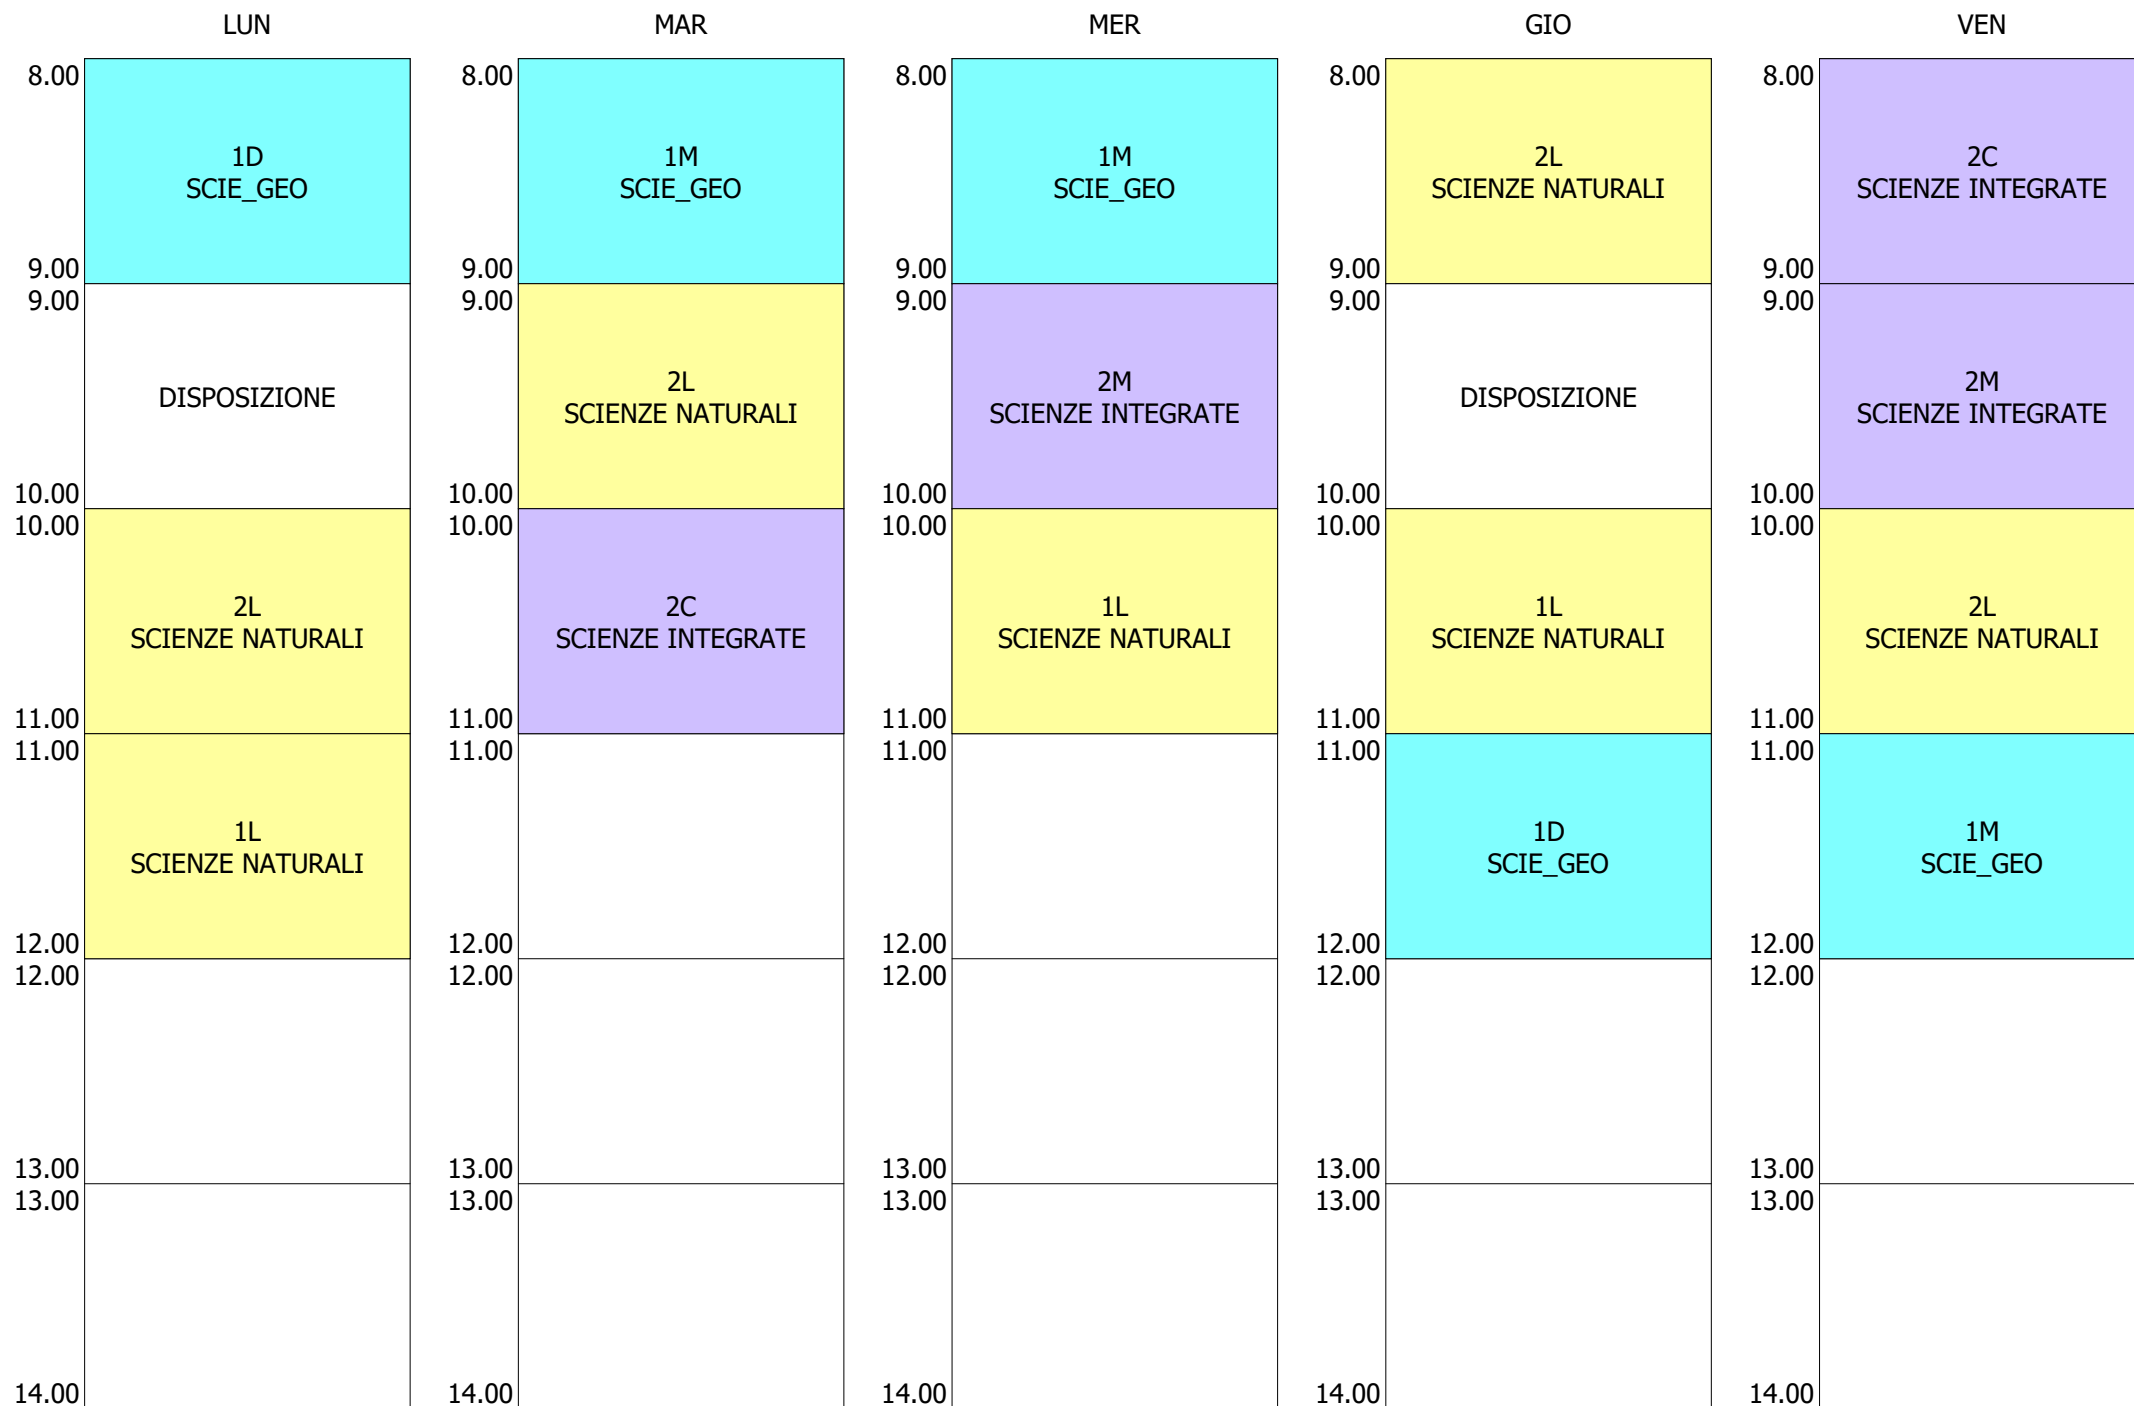 LUN MAR MER GIO VEN
8.00 8.00 8.00 8.00 8.00
1D 1M 1M 2L 2C
SCIE_GEO SCIE_GEO SCIE_GEO SCIENZE NATURALI SCIENZE INTEGRATE
9.00 9.00 9.00 9.00 9.00
9.00 9.00 9.00 9.00 9.00
2L 2M 2M
DISPOSIZIONE SCIENZE NATURALI SCIENZE INTEGRATE DISPOSIZIONE SCIENZE INTEGRATE
10.00 10.00 10.00 10.00 10.00
10.00 10.00 10.00 10.00 10.00
2L 2C 1L 1L 2L
SCIENZE NATURALI SCIENZE INTEGRATE SCIENZE NATURALI SCIENZE NATURALI SCIENZE NATURALI
11.00 11.00 11.00 11.00 11.00
11.00 11.00 11.00 11.00 11.00
1L 1D 1M
SCIENZE NATURALI SCIE_GEO SCIE_GEO
12.00 12.00 12.00 12.00 12.00
12.00 12.00 12.00 12.00 12.00
13.00 13.00 13.00 13.00 13.00
13.00 13.00 13.00 13.00 13.00
14.00 14.00 14.00 14.00 14.00